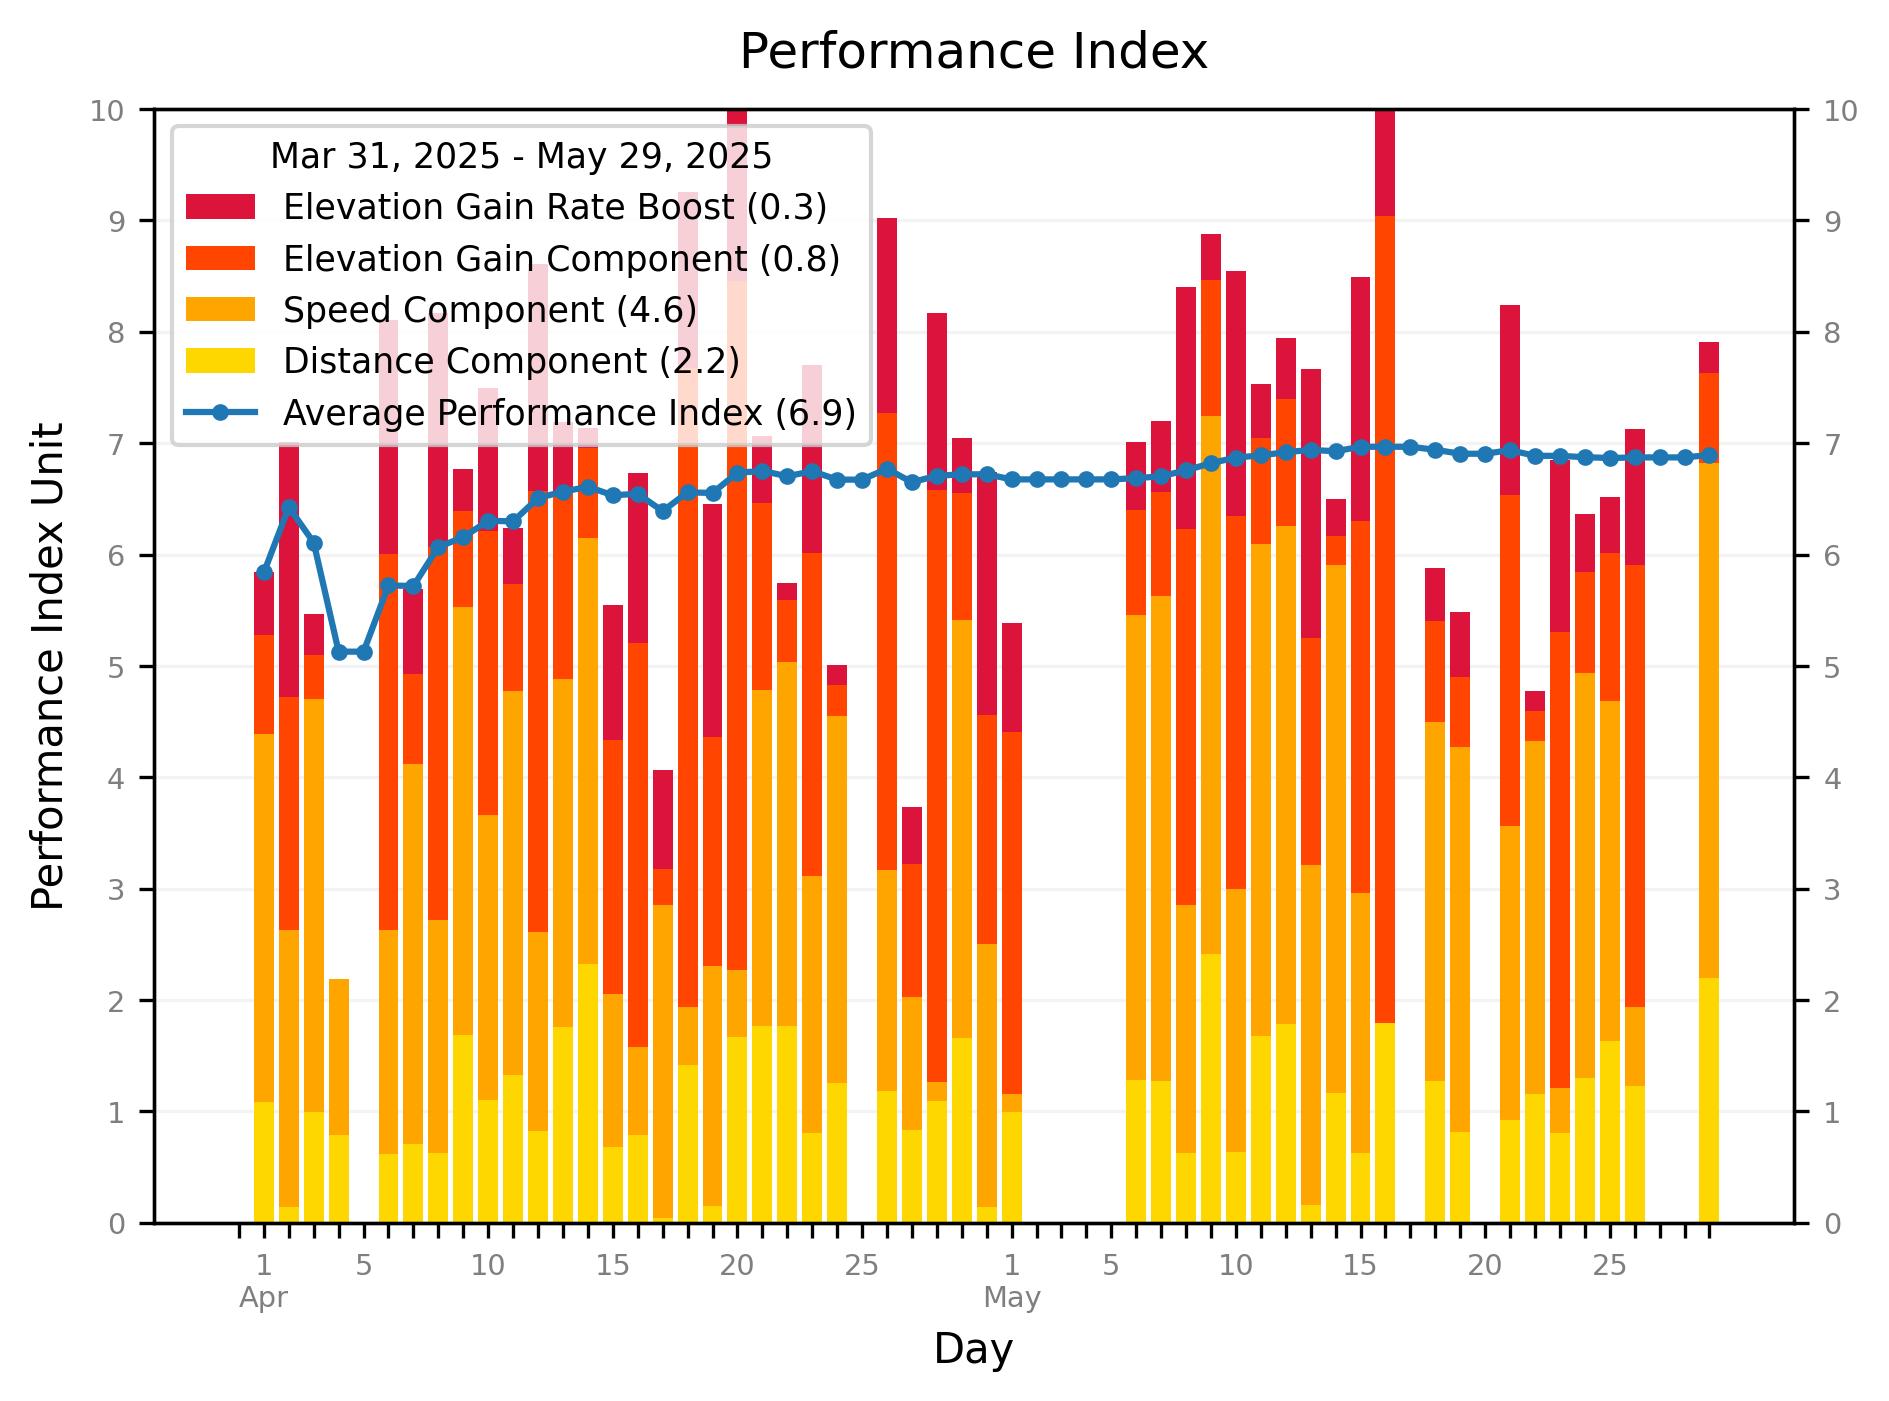 Performance Index
Mar 31, 2025 - May 29, 2025
Elevation Gain Rate Boost (0.3)
Elevation Gain Component (0.8)
Speed Component (4.6)
Distance Component (2.2)
Average Performance Index (6.9)
Performance Index Unit
10
9
8
7
6
5
4
3
2
1
0
10
9
8
7
6
5
4
3
2
1
0
1 5 10 15 20 25 1 5 10 15 20 25
Apr May
Day